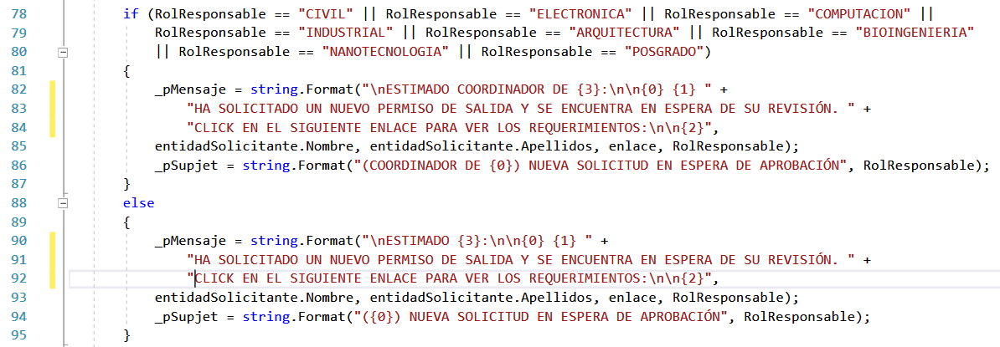 78 if (RolResponsable == "CIVIL" || RolResponsable == "ELECTRONICA" || RolResponsable == "COMPUTACION" ||
79 RolResponsable == "INDUSTRIAL" || RolResponsable == "ARQUITECTURA" || RolResponsable == "BIOINGENIERIA"
80 || RolResponsable == "NANOTECNOLOGIA" || RolResponsable == "POSGRADO")
81 {
82 _pMensaje = string.Format("\nESTIMADO COORDINADOR DE {3}:\n\n{0} {1} " +
83 "HA SOLICITADO UN NUEVO PERMISO DE SALIDA Y SE ENCUENTRA EN ESPERA DE SU REVISIÓN. " +
84 "CLICK EN EL SIGUIENTE ENLACE PARA VER LOS REQUERIMIENTOS:\n\n{2}",
85 entidadSolicitante.Nombre, entidadSolicitante.Apellidos, enlace, RolResponsable);
86 _pSupjet = string.Format("(COORDINADOR DE {0}) NUEVA SOLICITUD EN ESPERA DE APROBACIÓN", RolResponsable);
87 }
88 else
89 {
90 _pMensaje = string.Format("\nESTIMADO {3}:\n\n{0} {1} " +
91 "HA SOLICITADO UN NUEVO PERMISO DE SALIDA Y SE ENCUENTRA EN ESPERA DE SU REVISIÓN. " +
92 "CLICK EN EL SIGUIENTE ENLACE PARA VER LOS REQUERIMIENTOS:\n\n{2}",
93 entidadSolicitante.Nombre, entidadSolicitante.Apellidos, enlace, RolResponsable);
94 _pSupjet = string.Format("({0}) NUEVA SOLICITUD EN ESPERA DE APROBACIÓN", RolResponsable);
95 }